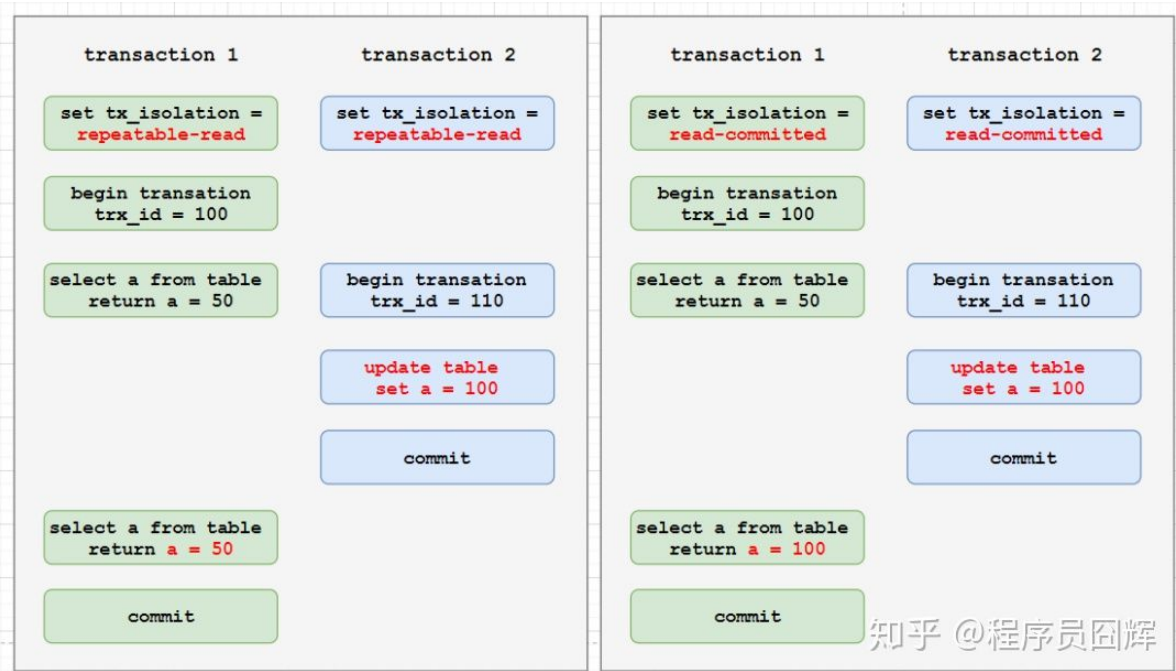 transaction 1
transaction 2
set tx_isolation =
repeatable-read
set tx_isolation =
repeatable-read
begin transation
trx_id = 100
select a from table
return a = 50
begin transation
trx_id = 110
update table
set a = 100
commit
select a from table
return a = 50
commit
transaction 1
transaction 2
set tx_isolation =
read-committed
set tx_isolation =
read-committed
begin transation
trx_id = 100
select a from table
return a = 50
begin transation
trx_id = 110
update table
set a = 100
commit
select a from table
return a = 100
commit
知乎 @程序员囧辉